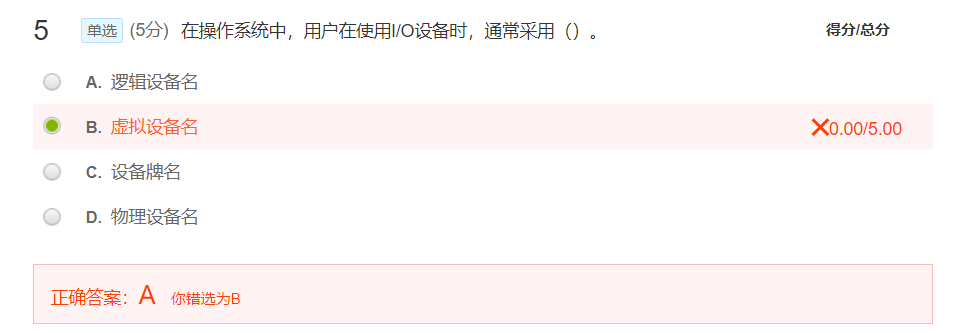 5 单选 (5分) 在操作系统中，用户在使用I/O设备时，通常采用（）。 得分/总分
A. 逻辑设备名
B. 虚拟设备名 0.00/5.00
C. 设备牌名
D. 物理设备名
正确答案：A 你错选为B